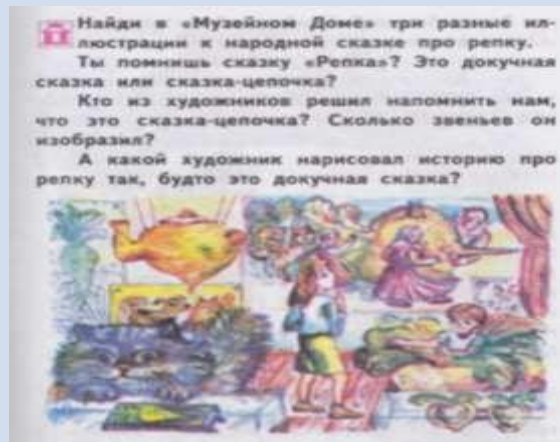 Найди в «Музейном Доме» три разные ил-
люстрации к народной сказке про репку.
Ты помнишь сказку «Репка»? Это докучная
сказка или сказка-цепочка?
Кто из художников решил напомнить нам,
что это сказка-цепочка? Сколько звеньев он
изобразил?
А какой художник нарисовал историю про
репку так, будто это докучная сказка?